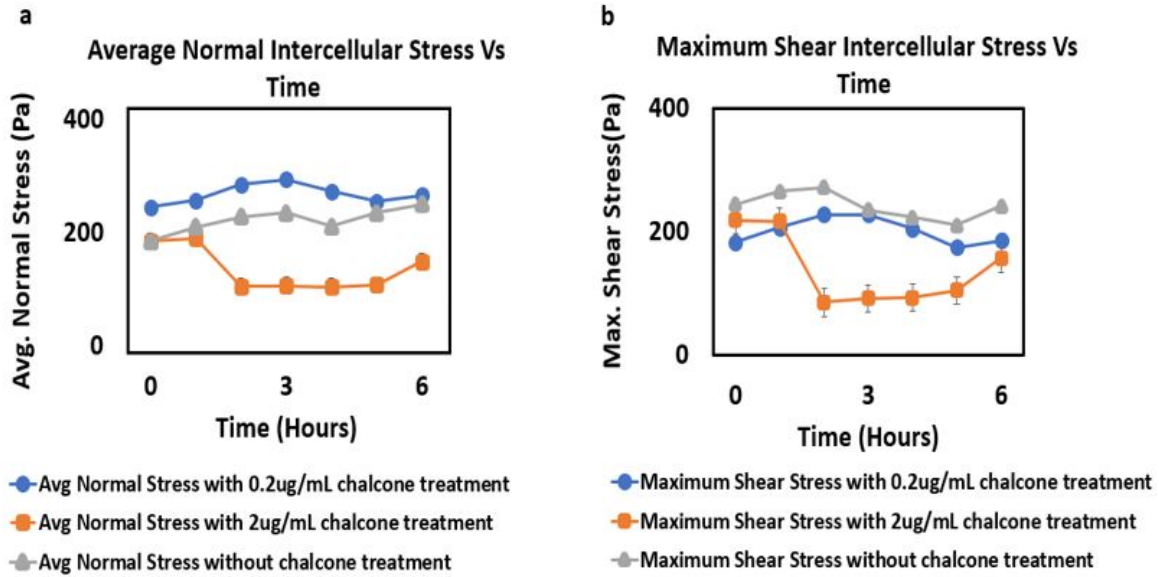 a
Average Normal Intercellular Stress Vs
Time
Avg. Normal Stress (Pa)
400
200
0
0 3 6
Time (Hours)
Avg Normal Stress with 0.2ug/mL chalcone treatment
Avg Normal Stress with 2ug/mL chalcone treatment
Avg Normal Stress without chalcone treatment
b
Maximum Shear Intercellular Stress Vs
Time
Max. Shear Stress(Pa)
400
200
0
0 3 6
Time (Hours)
Maximum Shear Stress with 0.2ug/mL chalcone treatment
Maximum Shear Stress with 2ug/mL chalcone treatment
Maximum Shear Stress without chalcone treatment